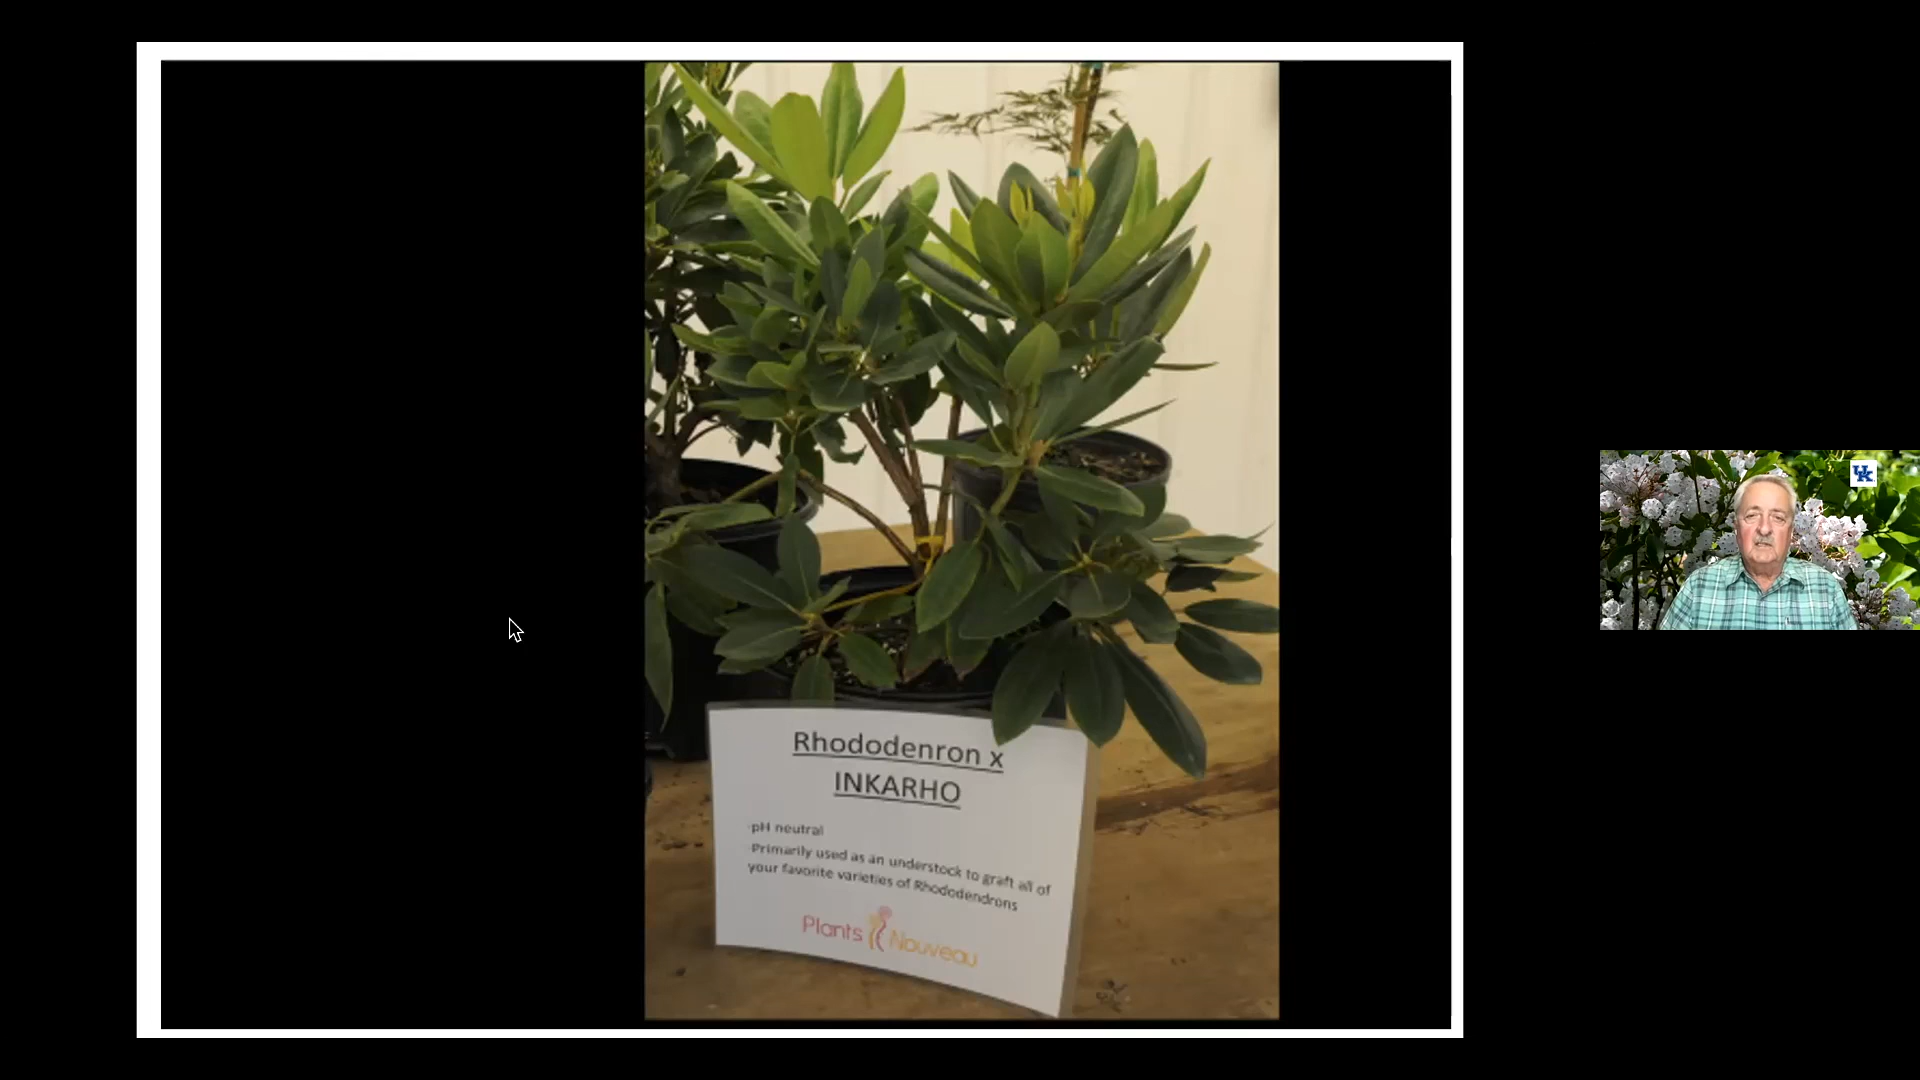 Rhododenron x
INKARHO
·pH neutral
·Primarily used as an understock to graft all of
your favorite varieties of Rhododendrons
Plants Nouveau
UK